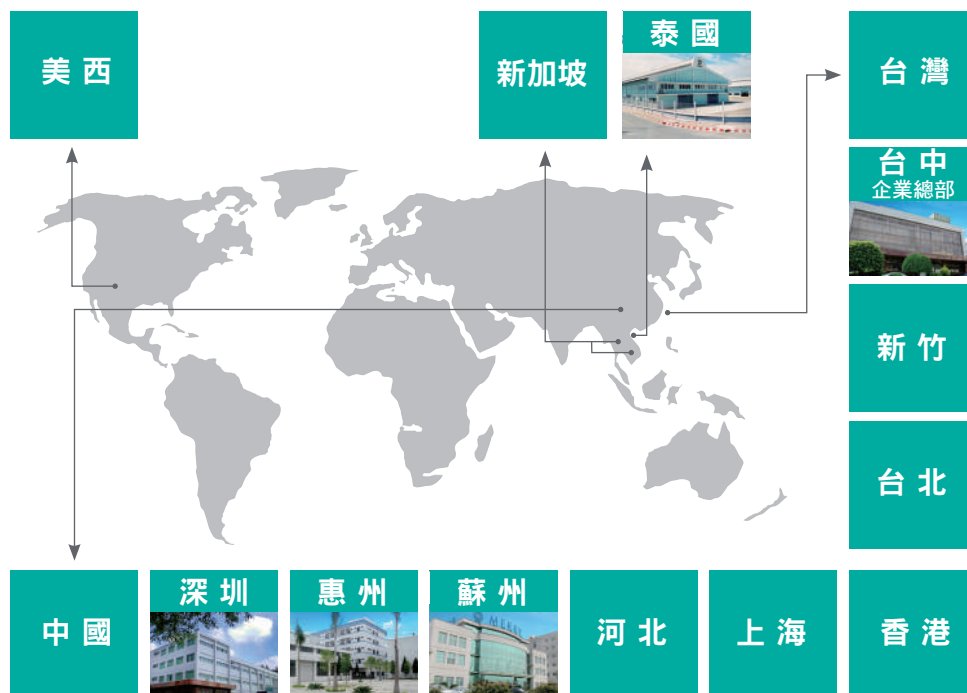 美西
新加坡
泰國
台灣
台中
企業總部
新竹
台北
中國
深圳
惠州
蘇州
河北
上海
香港